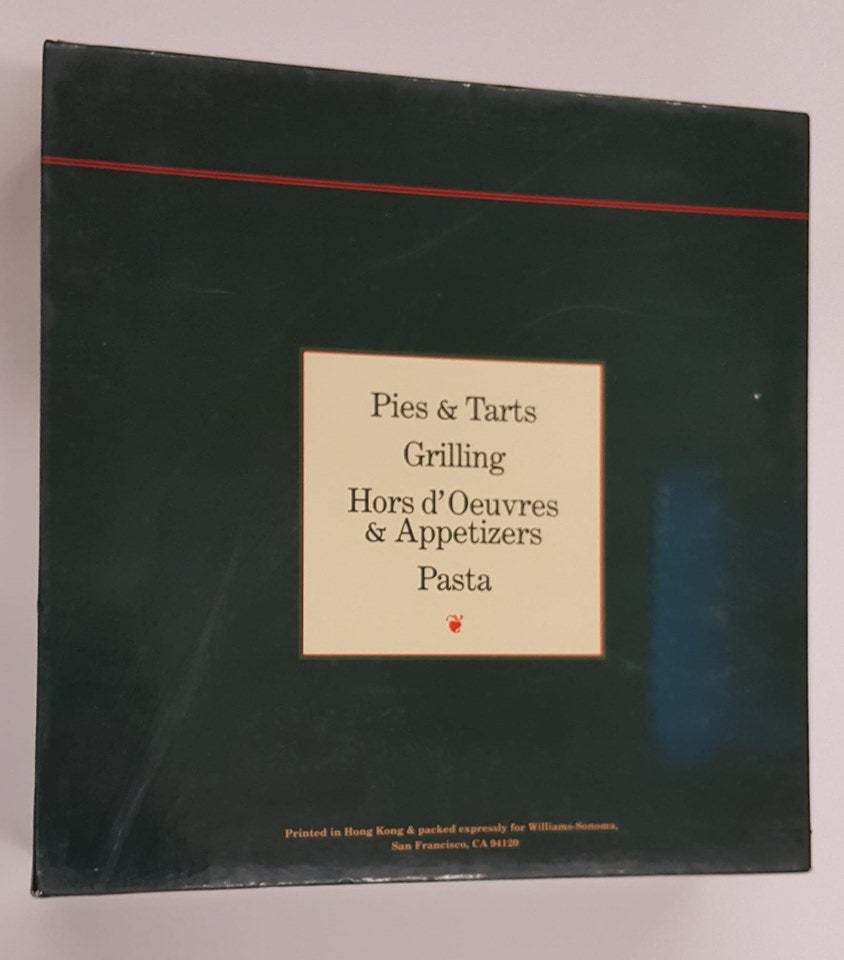 Pies & Tarts
Grilling
Hors d'Oeuvres
& Appetizers
Pasta
Printed in Hong Kong & packed expressly for Williams-Sonoma,
San Francisco, CA 94120